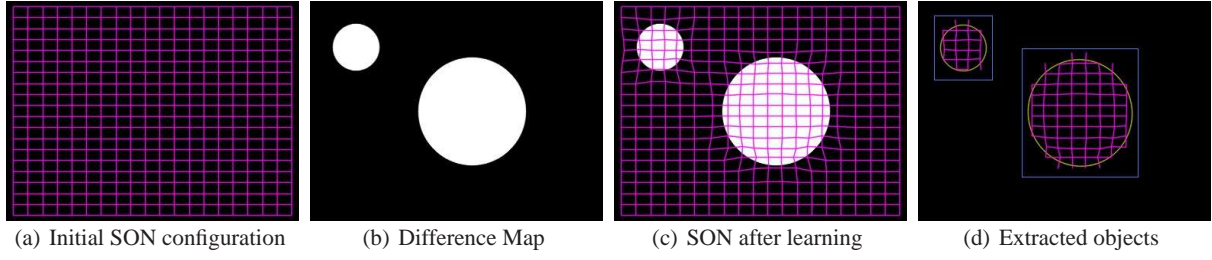 (a) Initial SON configuration
(b) Difference Map
(c) SON after learning
(d) Extracted objects